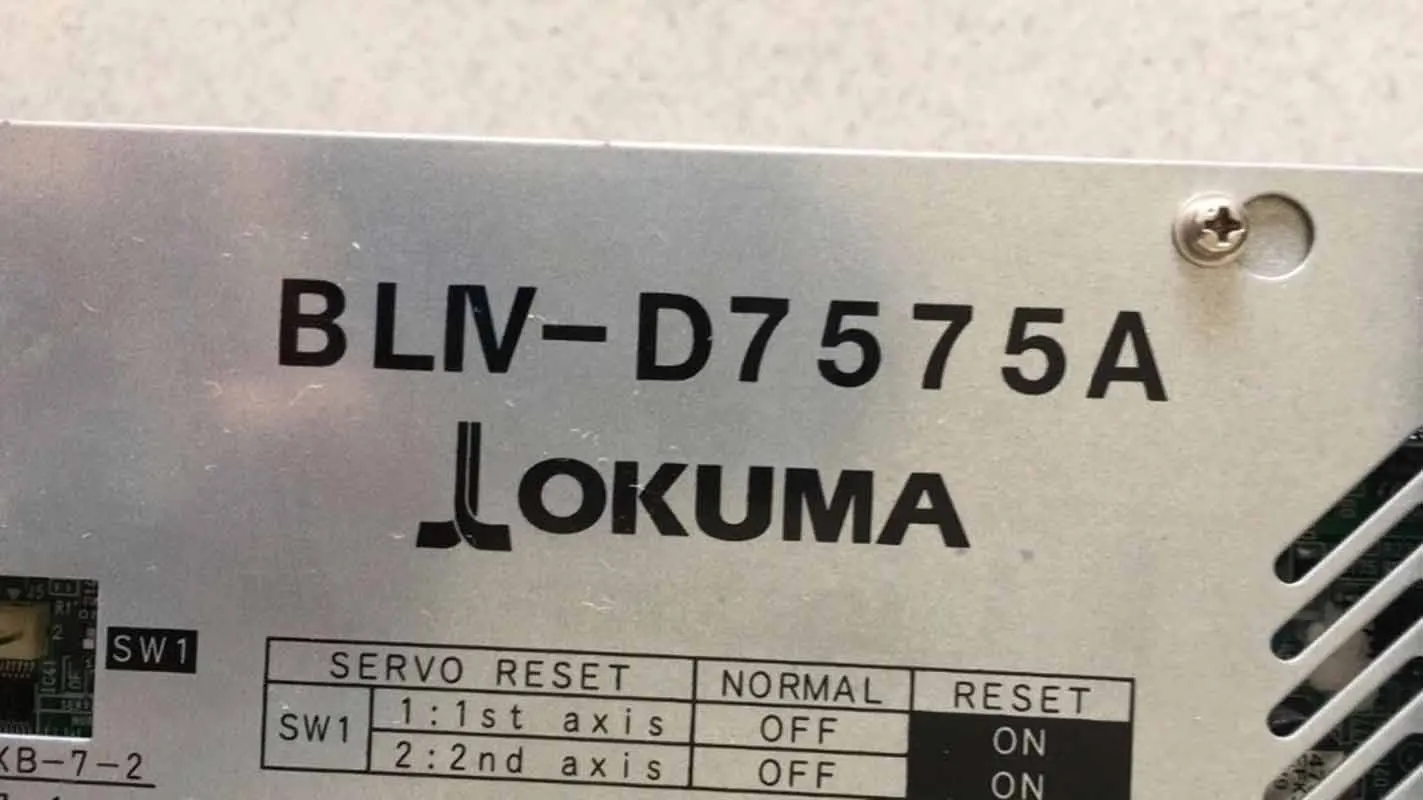 BLIV-D7575A
OKUMA
SW1
SERVO RESET NORMAL RESET
SW1 1:1st axis OFF ON
2:2nd axis OFF ON
XB-7-2